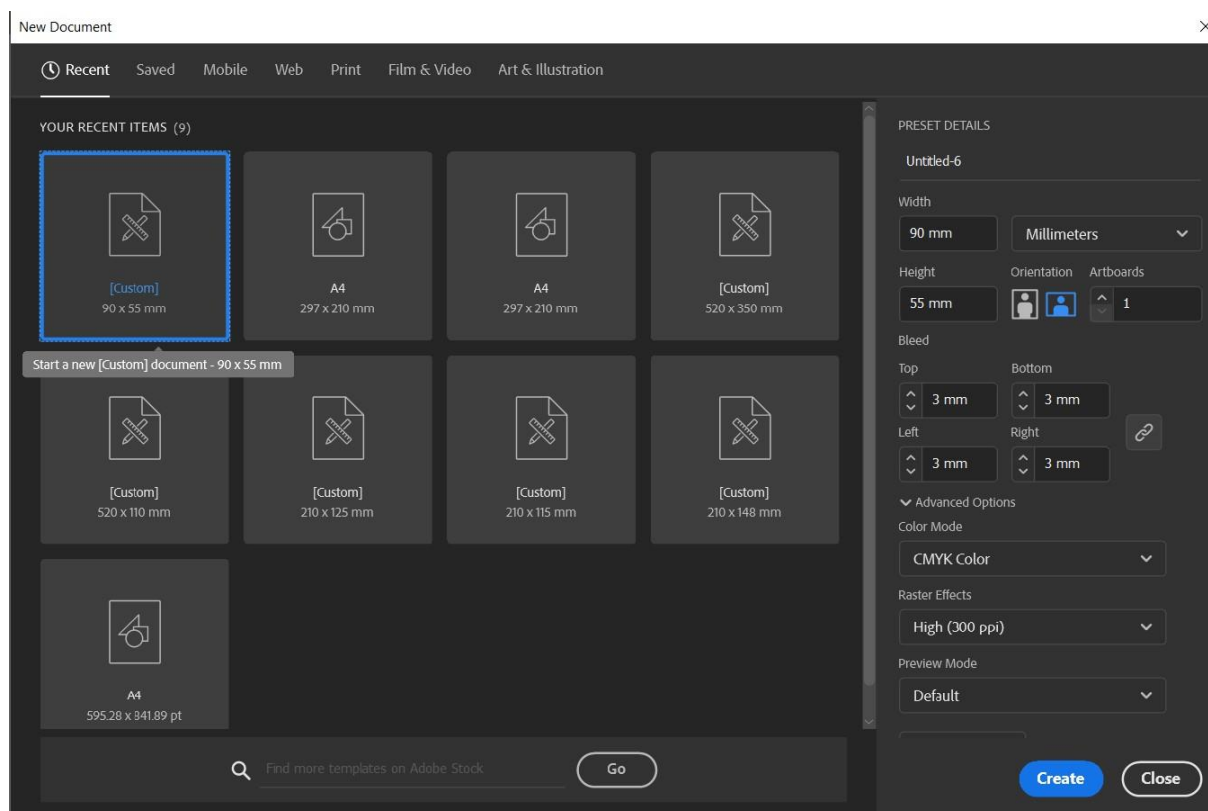 New Document
Recent Saved Mobile Web Print Film & Video Art & Illustration
YOUR RECENT ITEMS (9)
[Custom]
90 x 55 mm
A4
297 x 210 mm
A4
297 x 210 mm
[Custom]
520 x 350 mm
Start a new [Custom] document - 90 x 55 mm
[Custom]
520 x 110 mm
[Custom]
210 x 125 mm
[Custom]
210 x 115 mm
[Custom]
210 x 148 mm
A4
595.28 x 841.89 pt
Find more templates on Adobe Stock
Go
PRESET DETAILS
Untitled-6
Width
90 mm Millimeters
Height Orientation Artboards
55 mm 1
Bleed
Top Bottom
3 mm 3 mm
Left Right
3 mm 3 mm
Advanced Options
Color Mode
CMYK Color
Raster Effects
High (300 ppi)
Preview Mode
Default
Create Close